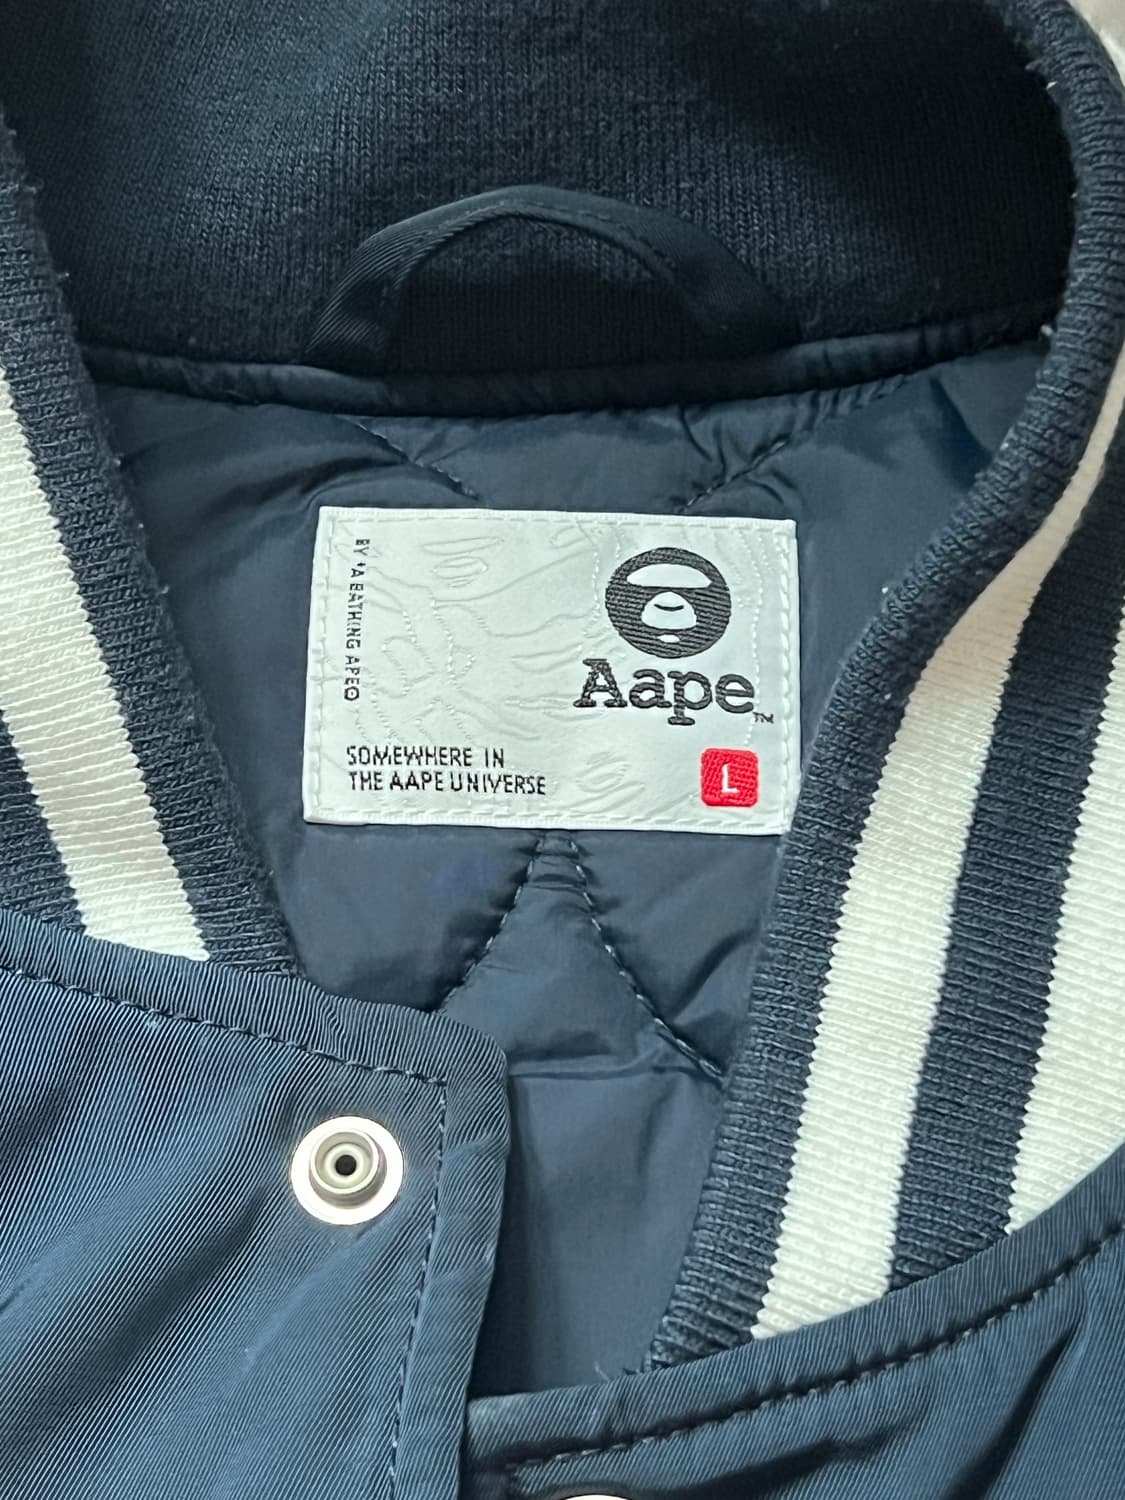 BY *A BATHING APE®
Aape™
SOMEWHERE IN
THE AAPE UNIVERSE
L